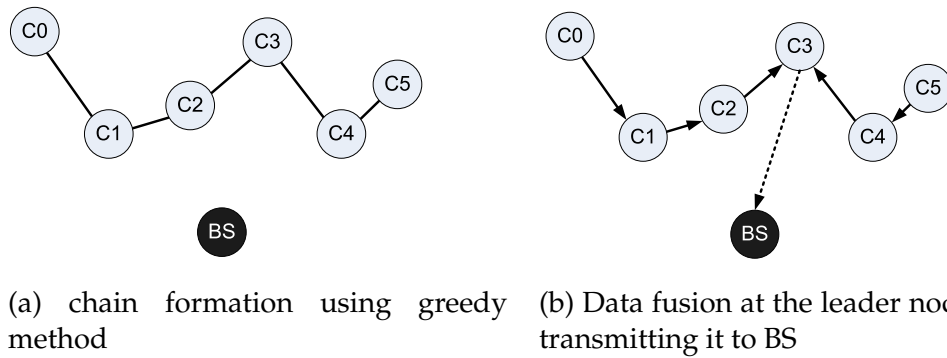 C0
C3
C5
C2
C1
C4
BS
(a) chain formation using greedy
method
C0
C3
C5
C2
C1
C4
BS
(b) Data fusion at the leader
transmitting it to BS